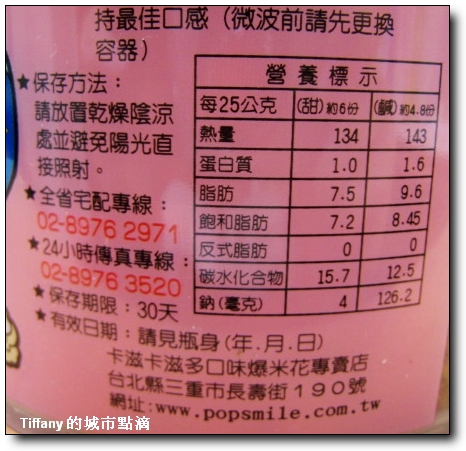 持最佳口感（微波前請先更換
容器）
★保存方法：
請放置乾燥陰涼
處並避免陽光直
接照射。
★全省宅配專線：
02-8976 2971
★24小時傳真專線：
02-8976 3520
★保存期限：30天
★有效日期：請見瓶身(年.月.日)
營養標示
每25公克 (甜)約6份 (鹹)約4.8份
熱量 134 143
蛋白質 1.0 1.6
脂肪 7.5 9.6
飽和脂肪 7.2 8.45
反式脂肪 0 0
碳水化合物 15.7 12.5
鈉(毫克) 4 126.2
卡滋卡滋多口味爆米花專賣店
台北縣三重市長壽街190號
網址:www.popsmile.com.tw
Tiffany的城市點滴